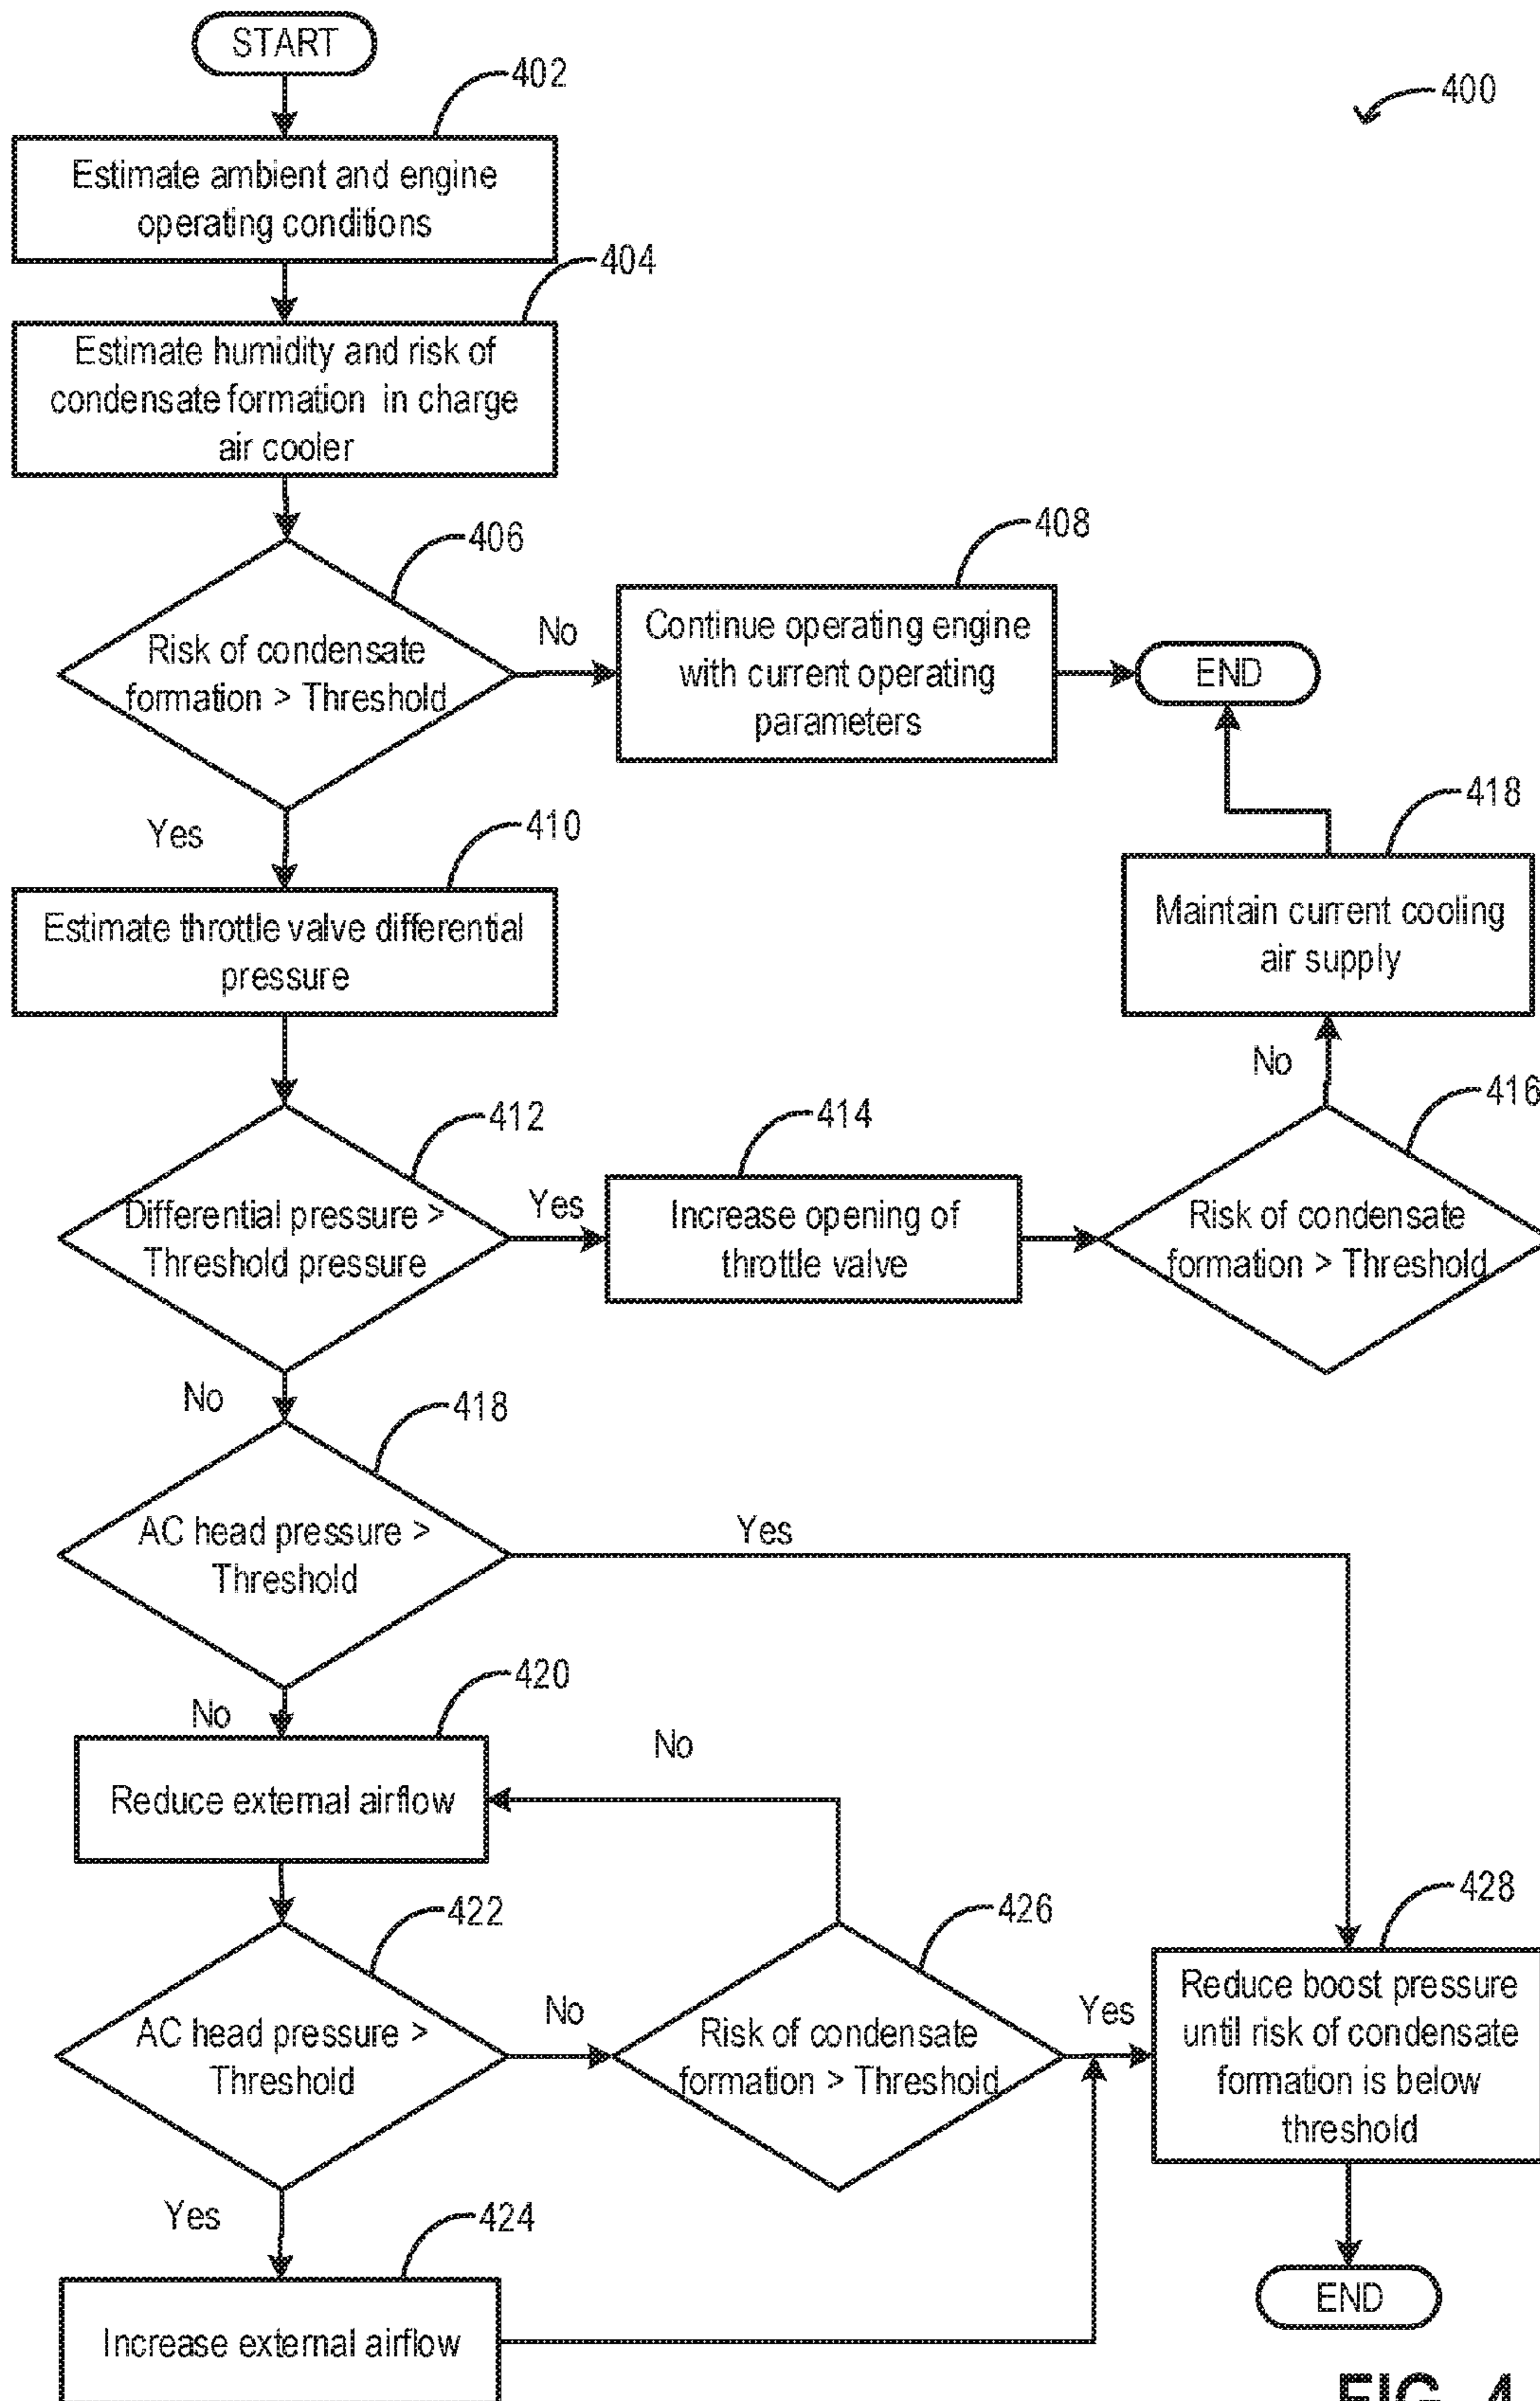 START
402
400
Estimate ambient and engine
operating conditions
404
Estimate humidity and risk of
condensate formation in charge
air cooler
406
408
Risk of condensate
formation > Threshold
No
Continue operating engine
with current operating
parameters
END
Yes
410
418
Estimate throttle valve differential
pressure
Maintain current cooling
air supply
No
412
414
416
Differential pressure >
Threshold pressure
Yes
Increase opening of
throttle valve
Risk of condensate
formation > Threshold
No
418
AC head pressure >
Threshold
Yes
No
420
Reduce external airflow
No
422
426
428
AC head pressure >
Threshold
No
Risk of condensate
formation > Threshold
Yes
Reduce boost pressure
until risk of condensate
formation is below
threshold
Yes
424
Increase external airflow
END
FIG. 4